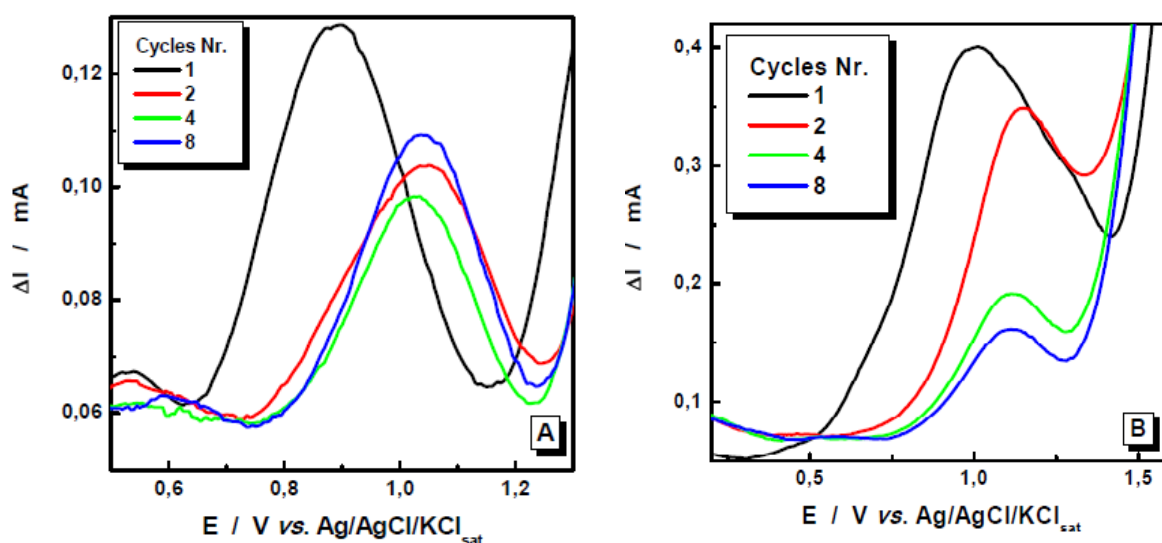 Cycles Nr.
1
2
4
8
0,12
0,10
0,08
0,06
ΔI / mA
A
0,6 0,8 1,0 1,2
E / V vs. Ag/AgCl/KClsat
Cycles Nr.
1
2
4
8
0,4
0,3
0,2
0,1
ΔI / mA
B
0,5 1,0 1,5
E / V vs. Ag/AgCl/KClsat